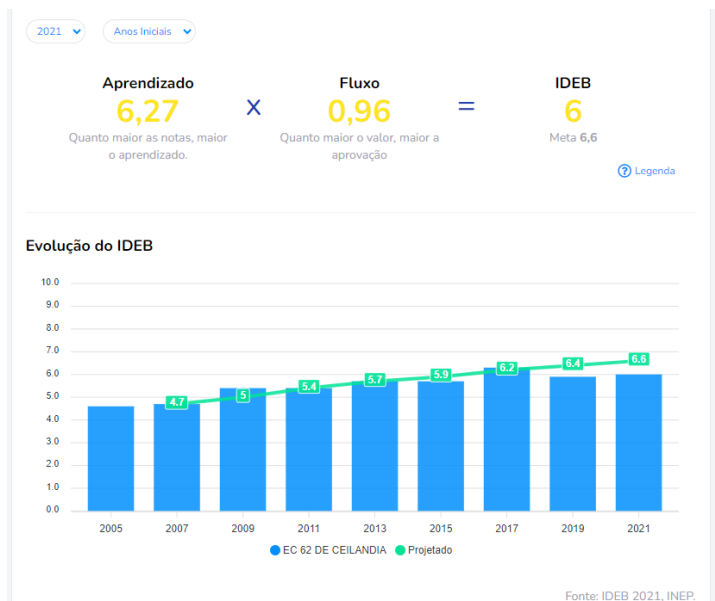 2021
Anos Iniciais
Aprendizado
6,27
Quanto maior as notas, maior
o aprendizado.
X
Fluxo
0,96
Quanto maior o valor, maior a
aprovação
=
IDEB
6
Meta 6,6
? Legenda
Evolução do IDEB
10.0
9.0
8.0
7.0
6.0
5.0
4.0
3.0
2.0
1.0
0.0
4.7
5
5.4
5.7
5.9
6.2
6.4
6.6
2005 2007 2009 2011 2013 2015 2017 2019 2021
EC 62 DE CEILANDIA Projetado
Fonte: IDEB 2021, INEP.